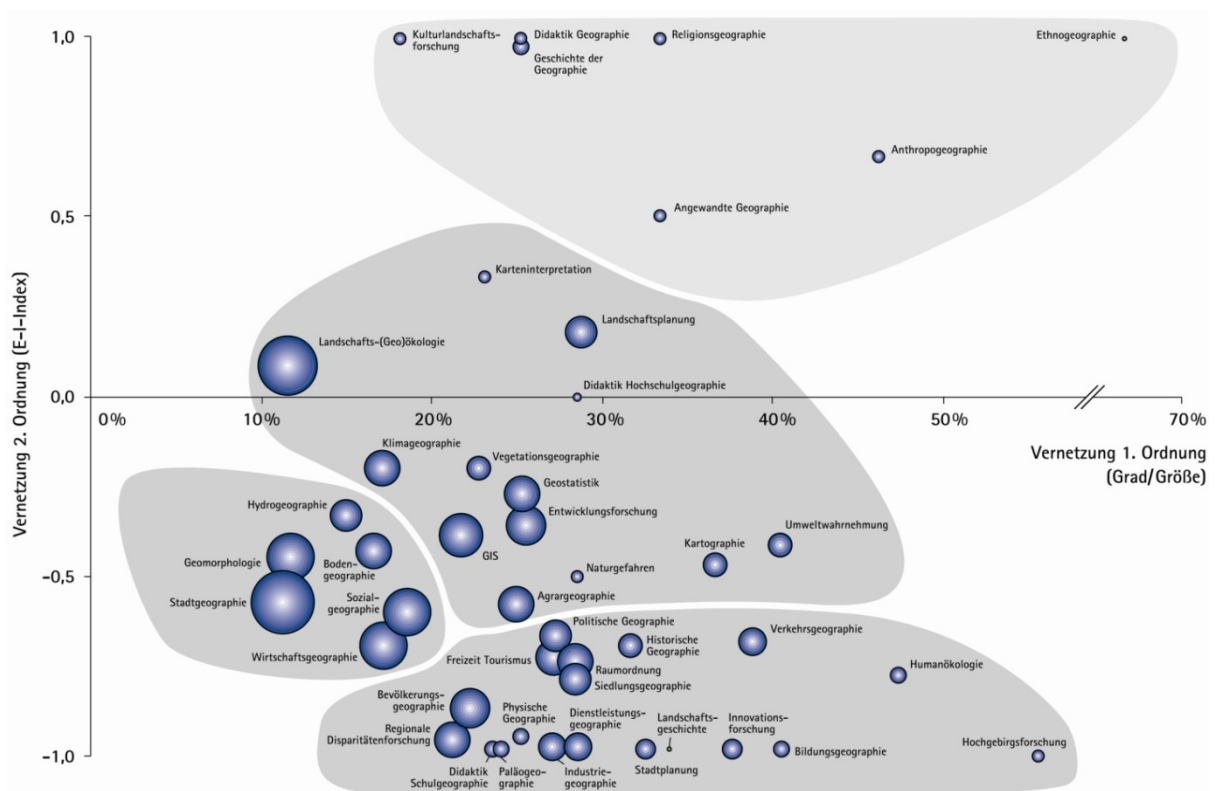 1,0
Kulturlandschafts-
forschung
Didaktik Geographie
Geschichte der
Geographie
Religionsgeographie
Ethnogeographie
Anthropogeographie
0,5
Angewandte Geographie
Karteninterpretation
Landschaftsplanung
Landschafts-(Geo)ökologie
Didaktik Hochschulgeographie
Vernetzung 2. Ordnung (E-I-Index)
0,0
0%
10%
20%
30%
40%
50%
70%
Vernetzung 1. Ordnung
(Grad/Größe)
Klimageographie
Vegetationsgeographie
Geostatistik
Hydrogeographie
Entwicklungsforschung
Umweltwahrnehmung
Kartographie
Geomorphologie
Boden-
geographie
GIS
Naturgefahren
-0,5
Stadtgeographie
Sozial-
geographie
Agrargeographie
Politische Geographie
Historische
Geographie
Verkehrsgeographie
Wirtschaftsgeographie
Freizeit Tourismus
Raumordnung
Siedlungsgeographie
Humanökologie
Bevölkerungs-
geographie
Physische
Geographie
Dienstleistungs-
geographie
Landschafts-
geschichte
Innovations-
forschung
Regionale
Disparitätenforschung
Hochgebirgsforschung
-1,0
Didaktik
Schulgeographie
Paläogeo-
graphie
Industrie-
geographie
Stadtplanung
Bildungsgeographie